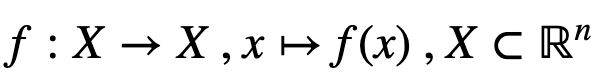 f : X → X , x ↦ f(x) , X ⊂ ℝⁿ